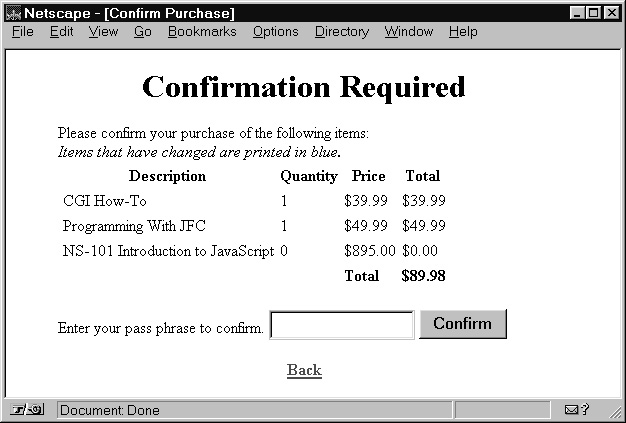 Netscape - [Confirm Purchase]
File Edit View Go Bookmarks Options Directory Window Help
Confirmation Required
Please confirm your purchase of the following items:
Items that have changed are printed in blue.
Description Quantity Price Total
CGI How-To 1 $39.99 $39.99
Programming With JFC 1 $49.99 $49.99
NS-101 Introduction to JavaScript 0 $895.00 $0.00
Total $89.98
Enter your pass phrase to confirm. Confirm
Back
Document: Done ?